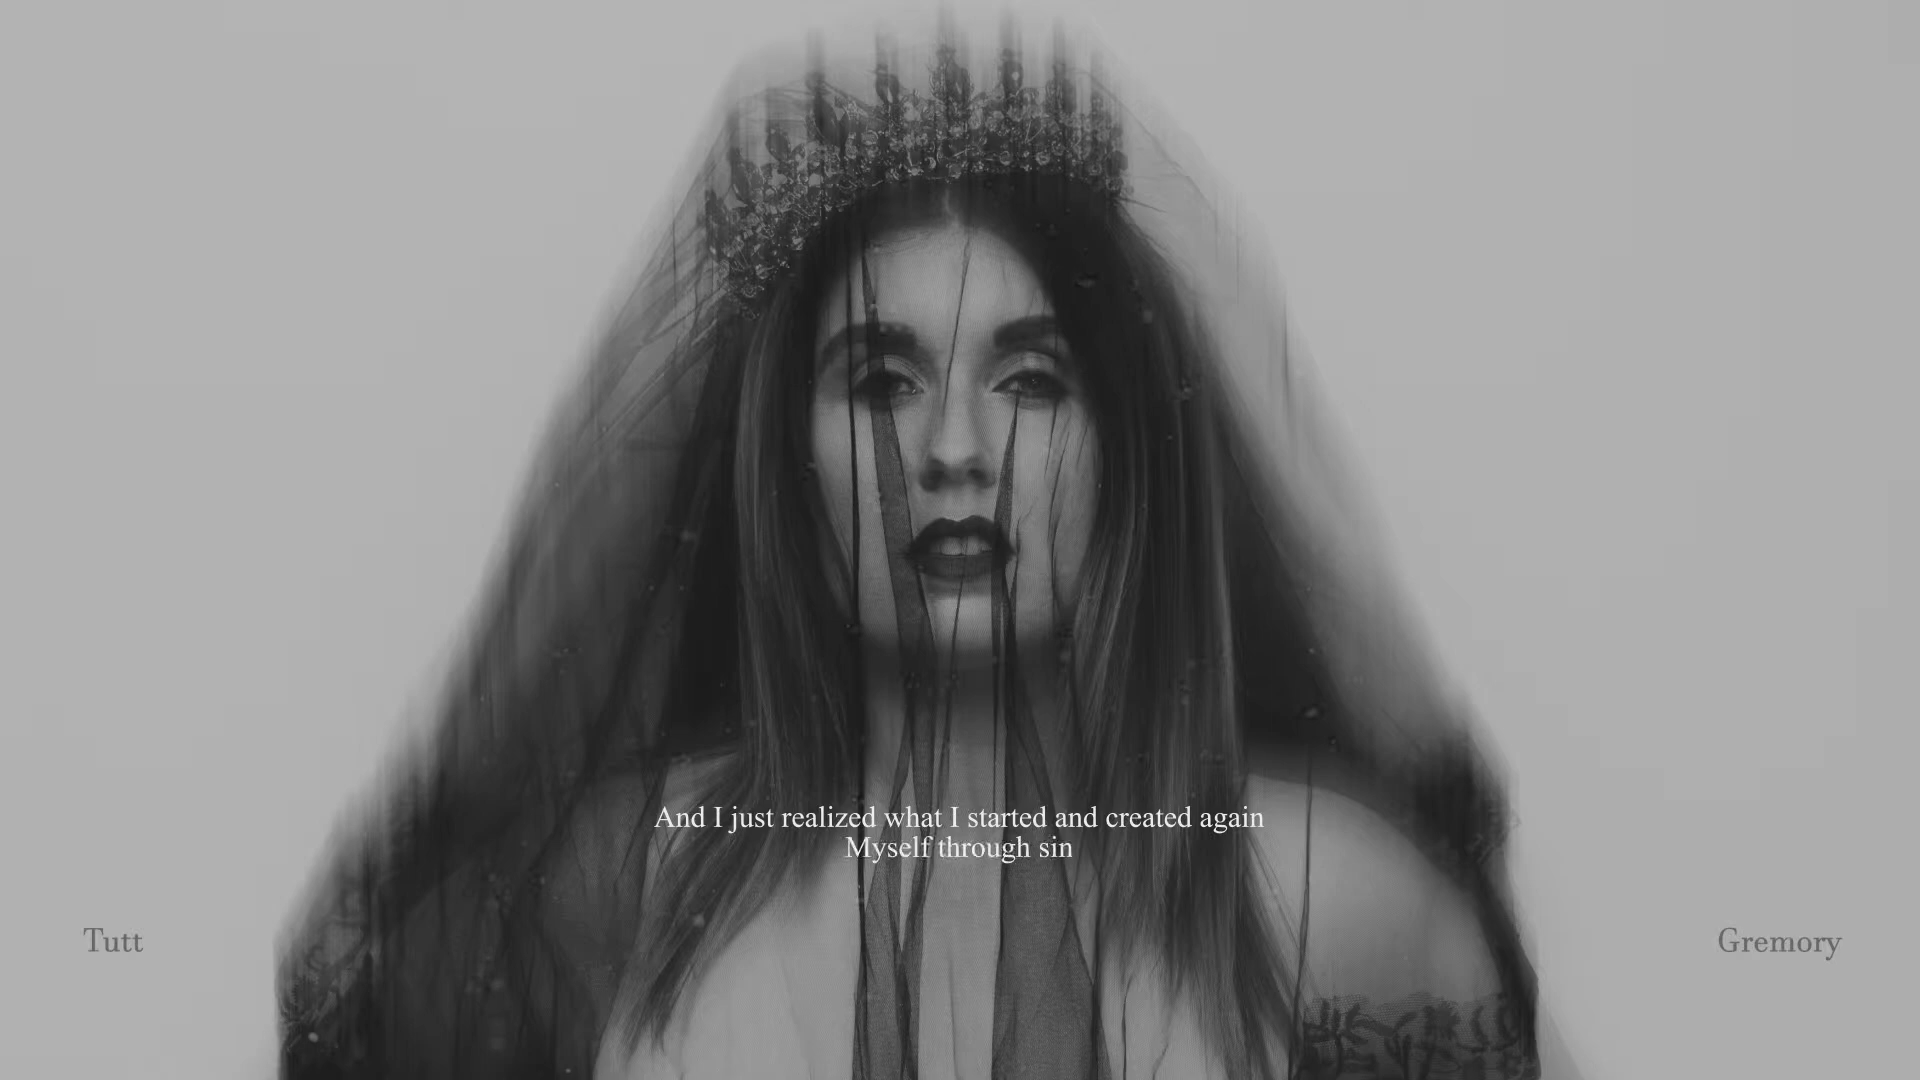 And I just realized what I started and created again
Myself through sin
Tutt
Gremory